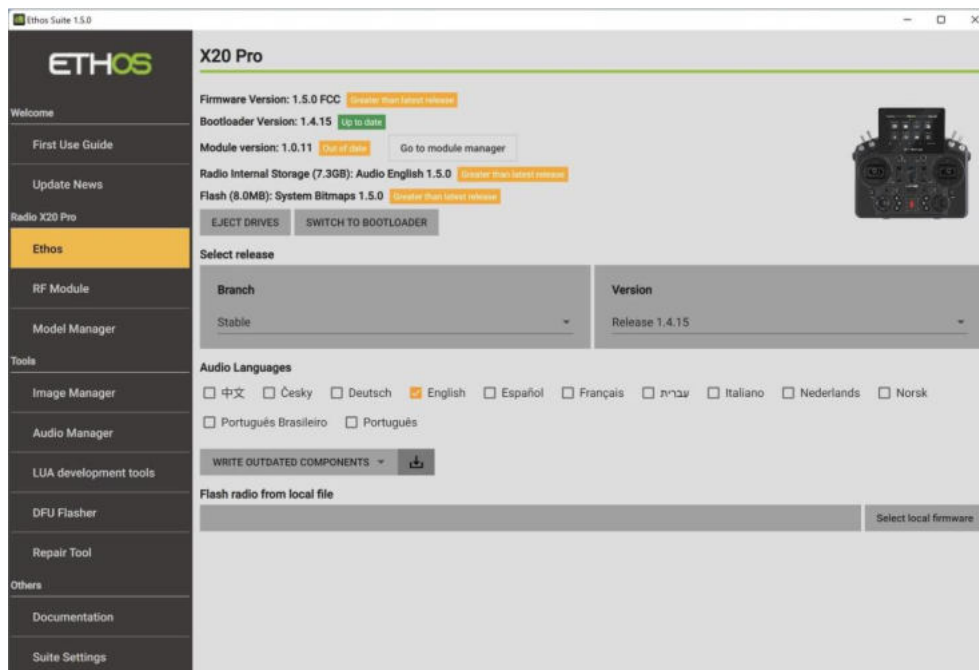 Ethos Suite 1.5.0
ETHOS
Welcome
First Use Guide
Update News
Radio X20 Pro
Ethos
RF Module
Model Manager
Tools
Image Manager
Audio Manager
LUA development tools
DFU Flasher
Repair Tool
Others
Documentation
Suite Settings
X20 Pro
Firmware Version: 1.5.0 FCC Greater than latest release
Bootloader Version: 1.4.15 Up to date
Module version: 1.0.11 Out of date Go to module manager
Radio Internal Storage (7.3GB): Audio English 1.5.0 Greater than latest release
Flash (8.0MB): System Bitmaps 1.5.0 Greater than latest release
EJECT DRIVES SWITCH TO BOOTLOADER
Select release
Branch
Stable
Version
Release 1.4.15
Audio Languages
中文 Česky Deutsch English Español Français עברית Italiano Nederlands Norsk
Português Brasileiro Português
WRITE OUTDATED COMPONENTS
Flash radio from local file
Select local firmware